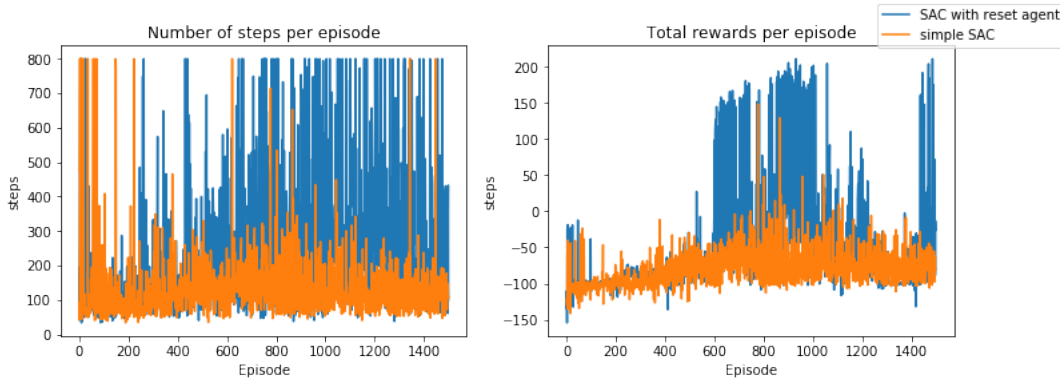 SAC with reset agent
simple SAC
Number of steps per episode
800
700
600
500
400
300
200
100
0
steps
0 200 400 600 800 1000 1200 1400
Episode
Total rewards per episode
200
150
100
50
0
−50
−100
−150
steps
0 200 400 600 800 1000 1200 1400
Episode